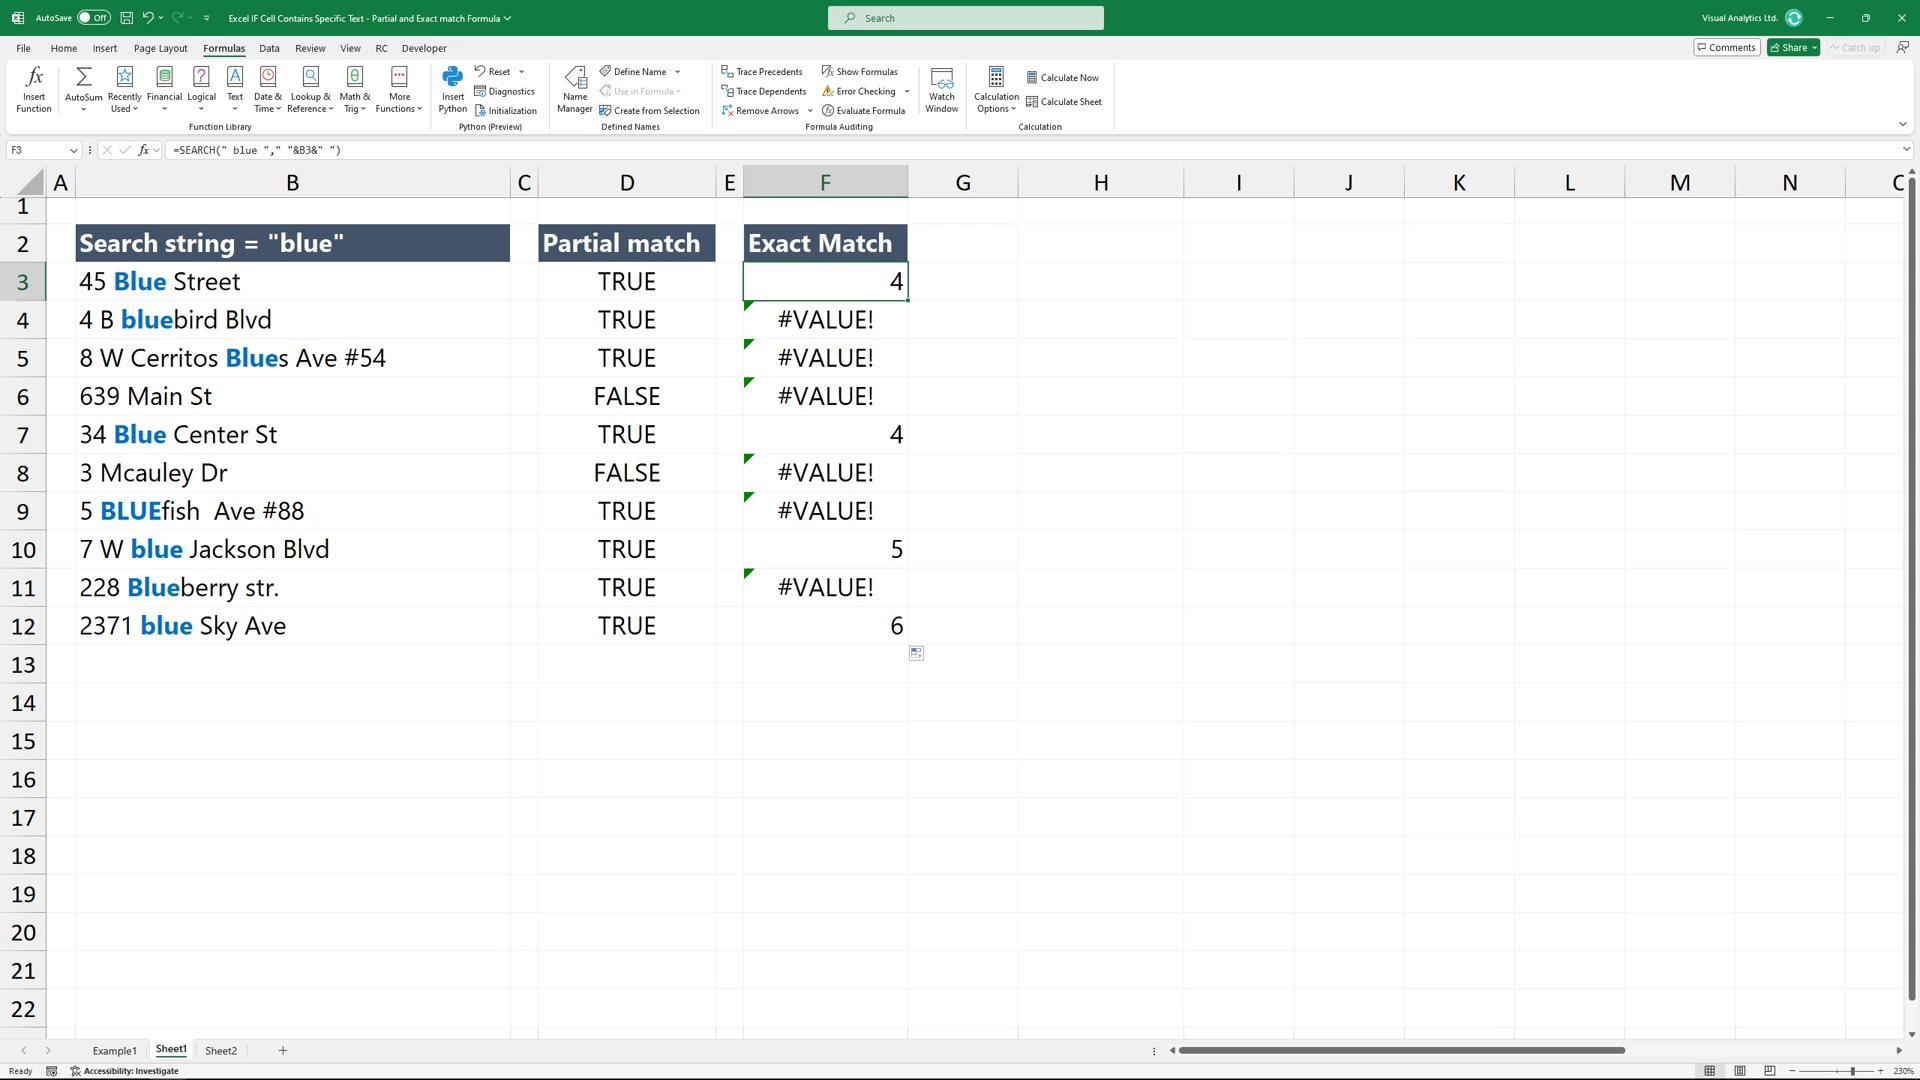 AutoSave Off Excel IF Cell Contains Specific Text - Partial and Exact match Formula Search Visual Analytics Ltd.
File Home Insert Page Layout Formulas Data Review View RC Developer Comments Share Catch up
Insert Function
AutoSum
Recently Used
Financial
Logical
Text
Date & Time
Lookup & Reference
Math & Trig
More Functions
Function Library
Insert Python
Reset
Diagnostics
Initialization
Python (Preview)
Name Manager
Define Name
Use in Formula
Create from Selection
Defined Names
Trace Precedents
Trace Dependents
Remove Arrows
Show Formulas
Error Checking
Evaluate Formula
Formula Auditing
Watch Window
Calculation Options
Calculate Now
Calculate Sheet
Calculation
F3 fx =SEARCH(" blue "," "&B3&" ")
A B C D E F G H I J K L M N C
1
2 Search string = "blue" Partial match Exact Match
3 45 Blue Street TRUE 4
4 4 B bluebird Blvd TRUE #VALUE!
5 8 W Cerritos Blues Ave #54 TRUE #VALUE!
6 639 Main St FALSE #VALUE!
7 34 Blue Center St TRUE 4
8 3 Mcauley Dr FALSE #VALUE!
9 5 BLUEfish  Ave #88 TRUE #VALUE!
10 7 W blue Jackson Blvd TRUE 5
11 228 Blueberry str. TRUE #VALUE!
12 2371 blue Sky Ave TRUE 6
13
14
15
16
17
18
19
20
21
22
Example1 Sheet1 Sheet2 +
Ready Accessibility: Investigate 230%